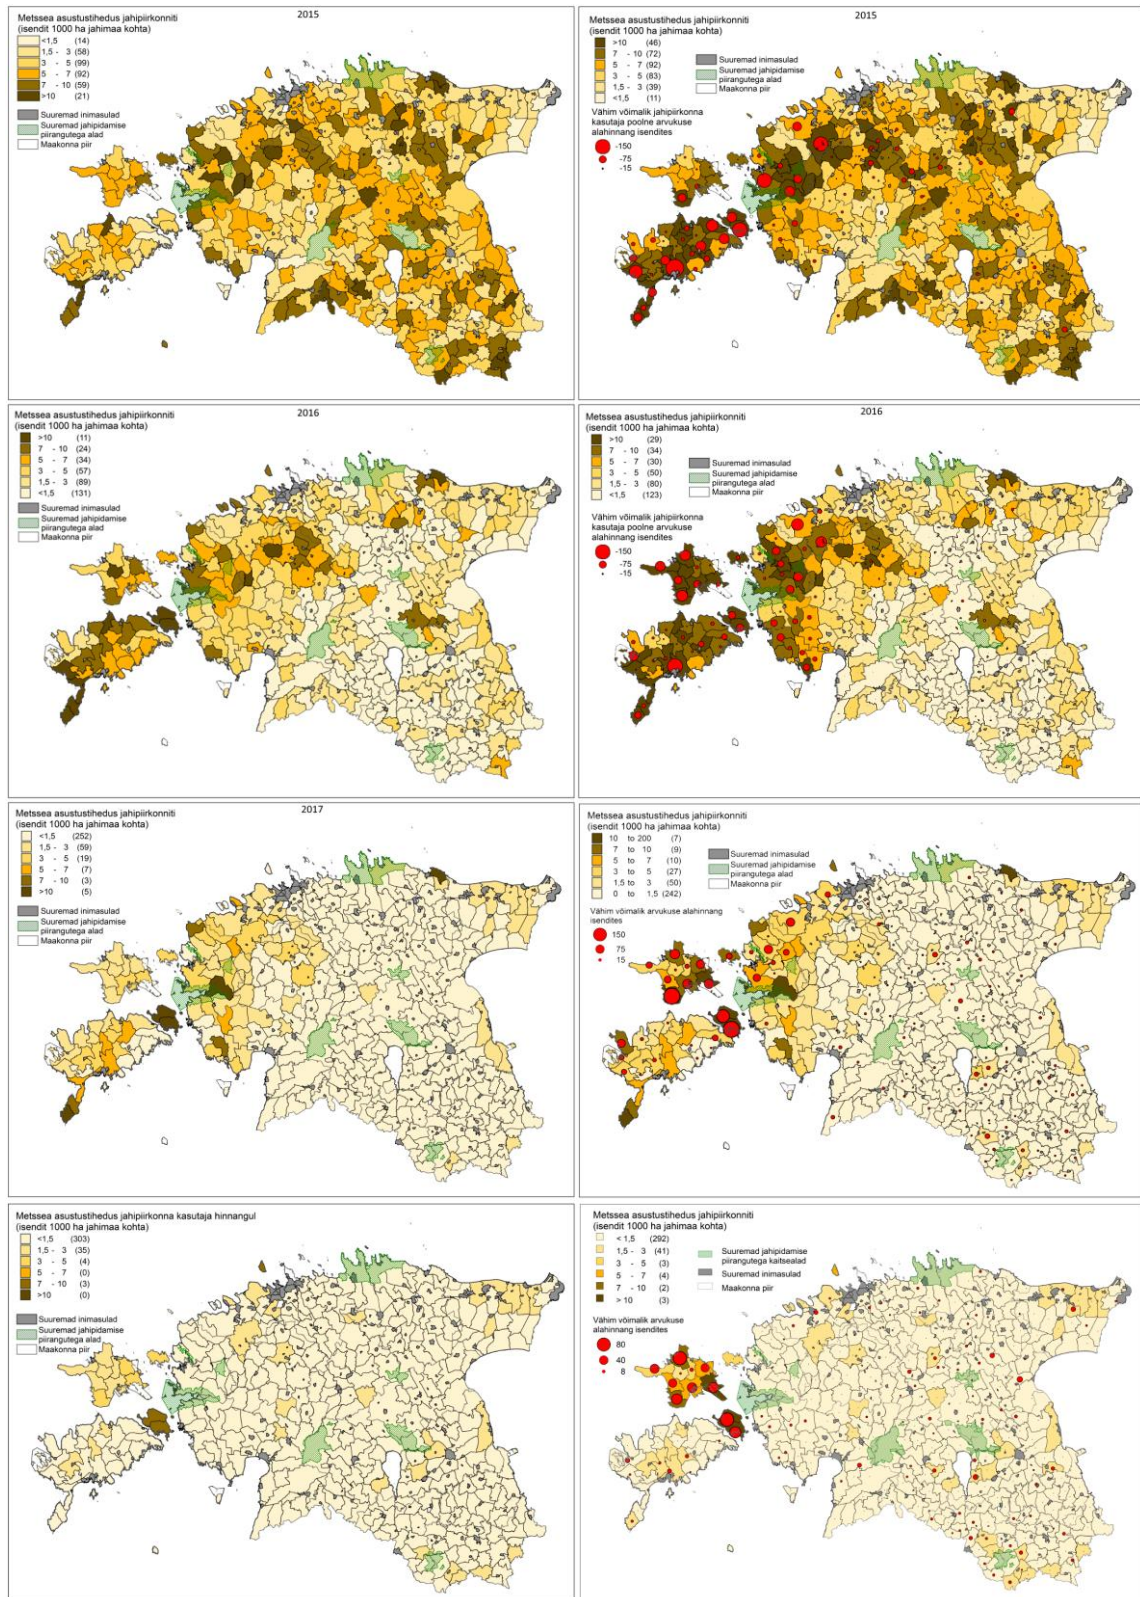 2015
Metssea asustustihedus jahipiirkonniti
(isendit 1000 ha jahimaa kohta)
<1,5 (14)
1,5 - 3 (58)
3 - 5 (99)
5 - 7 (92)
7 - 10 (59)
>10 (21)
Suuremad inimasulad
Suuremad jahipidamise
piirangutega alad
Maakonna piir
2015
Metssea asustustihedus jahipiirkonniti
(isendit 1000 ha jahimaa kohta)
>10 (46)
7 - 10 (72)
5 - 7 (92)
3 - 5 (83)
1,5 - 3 (39)
<1,5 (11)
Suuremad inimasulad
Suuremad jahipidamise
piirangutega alad
Maakonna piir
Vähim võimalik jahipiirkonna
kasutaja poolne arvukuse
alahinnang isendites
-150
-75
-15
2016
Metssea asustustihedus jahipiirkonniti
(isendit 1000 ha jahimaa kohta)
>10 (11)
7 - 10 (24)
5 - 7 (34)
3 - 5 (57)
1,5 - 3 (89)
<1,5 (131)
Suuremad inimasulad
Suuremad jahipidamise
piirangutega alad
Maakonna piir
2016
Metssea asustustihedus jahipiirkonniti
(isendit 1000 ha jahimaa kohta)
>10 (29)
7 - 10 (34)
5 - 7 (30)
3 - 5 (50)
1,5 - 3 (80)
<1,5 (123)
Suuremad inimasulad
Suuremad jahipidamise
piirangutega alad
Maakonna piir
Vähim võimalik jahipiirkonna
kasutaja poolne arvukuse
alahinnang isendites
-150
-75
-15
2017
Metssea asustustihedus jahipiirkonniti
(isendit 1000 ha jahimaa kohta)
<1,5 (252)
1,5 - 3 (59)
3 - 5 (19)
5 - 7 (7)
7 - 10 (3)
>10 (5)
Suuremad inimasulad
Suuremad jahipidamise
piirangutega alad
Maakonna piir
Metssea asustustihedus jahipiirkonniti
(isendit 1000 ha jahimaa kohta)
10 to 200 (7)
7 to 10 (9)
5 to 7 (10)
3 to 5 (27)
1,5 to 3 (50)
0 to 1,5 (242)
Suuremad inimasulad
Suuremad jahipidamise
piirangutega alad
Maakonna piir
Vähim võimalik arvukuse alahinnang
isendites
150
75
15
Metssea asustustihedus jahipiirkonna kasutaja hinnangul
(isendit 1000 ha jahimaa kohta)
<1,5 (303)
1,5 - 3 (35)
3 - 5 (4)
5 - 7 (0)
7 - 10 (3)
>10 (0)
Suuremad inimasulad
Suuremad jahipidamise
piirangutega alad
Maakonna piir
Metssea asustustihedus jahipiirkonniti
(isendit 1000 ha jahimaa kohta)
< 1,5 (292)
1,5 - 3 (41)
3 - 5 (3)
5 - 7 (4)
7 - 10 (2)
> 10 (3)
Suuremad jahipidamise
piirangutega kaitsealad
Suuremad inimasulad
Maakonna piir
Vähim võimalik arvukuse
alahinnang isendites
80
40
8